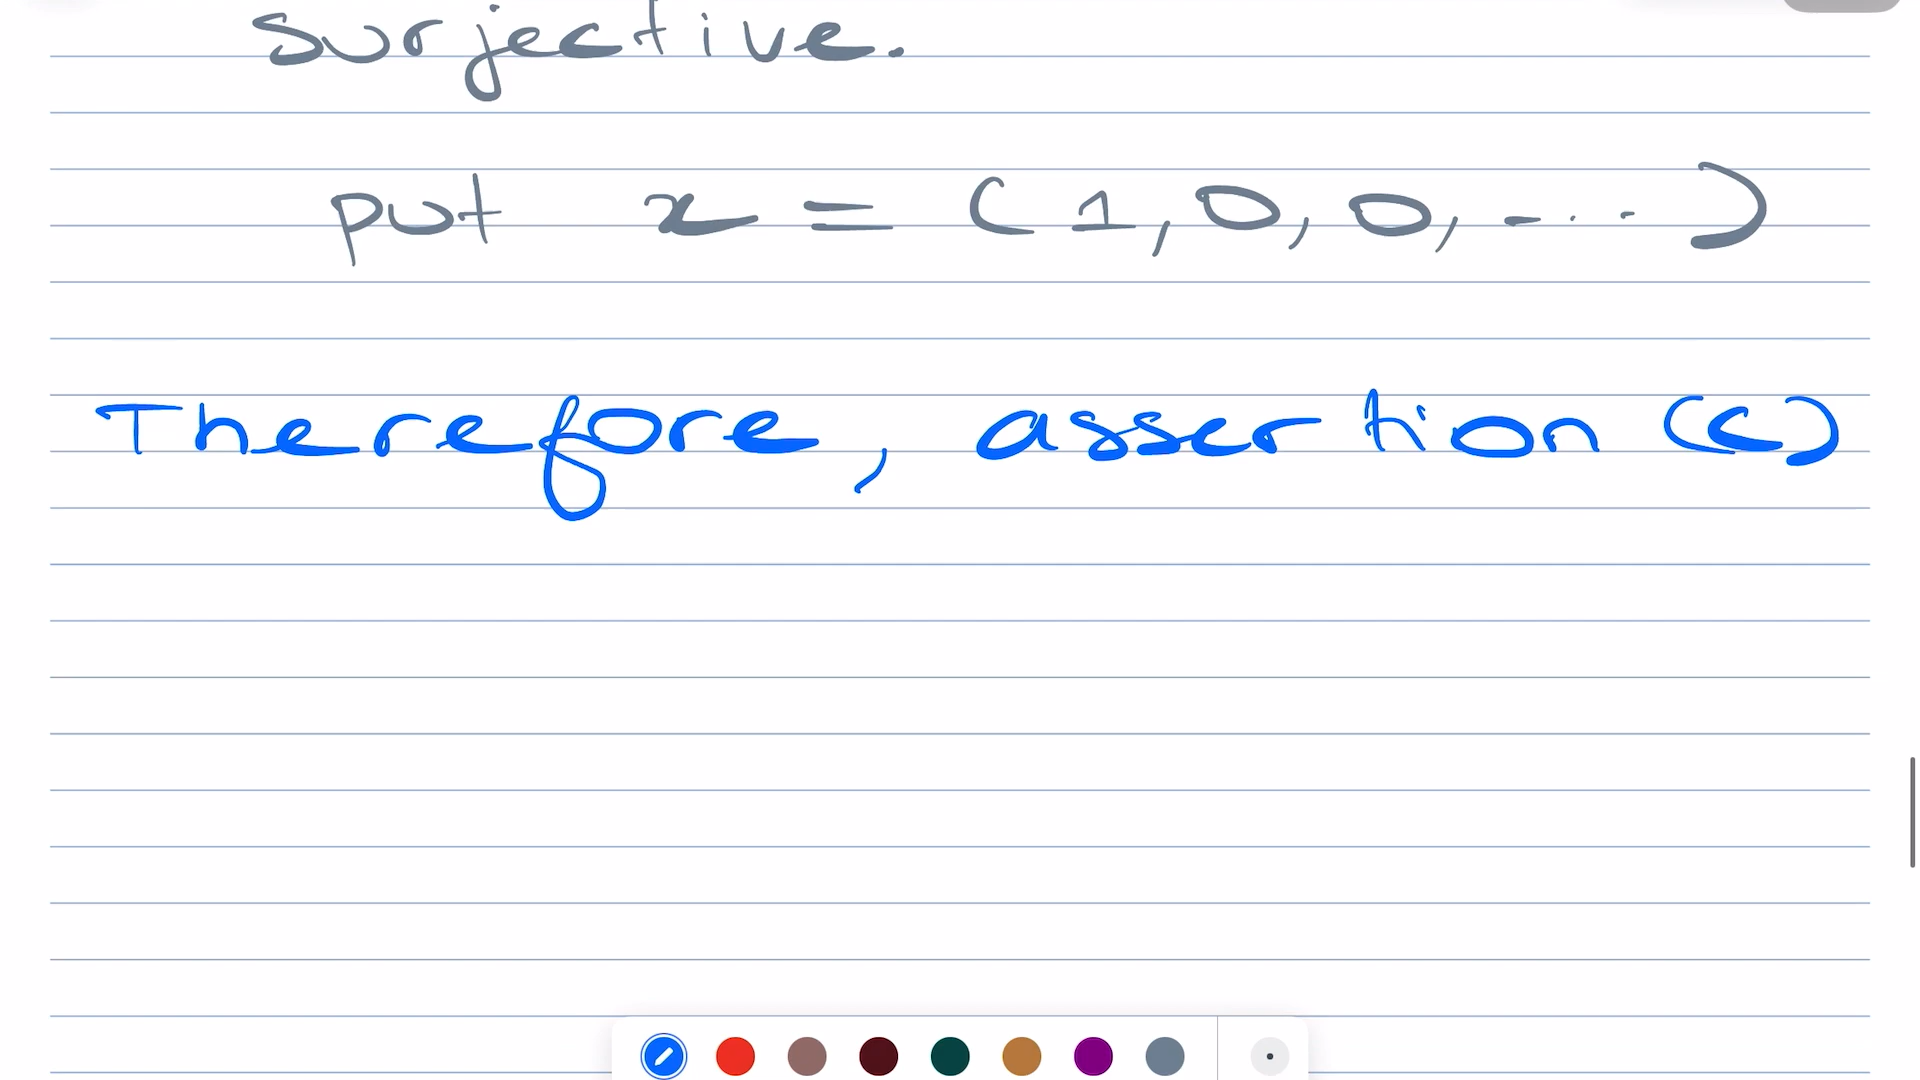 surjective.
put x = (1,0,0,....)
Therefore, assertion (c)